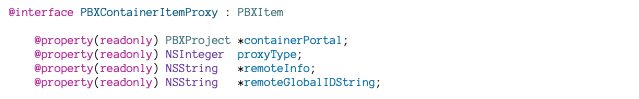 @interface PBXContainerItemProxy : PBXItem
@property(readonly) PBXProject *containerPortal;
@property(readonly) NSInteger proxyType;
@property(readonly) NSString *remoteInfo;
@property(readonly) NSString *remoteGlobalIDString;